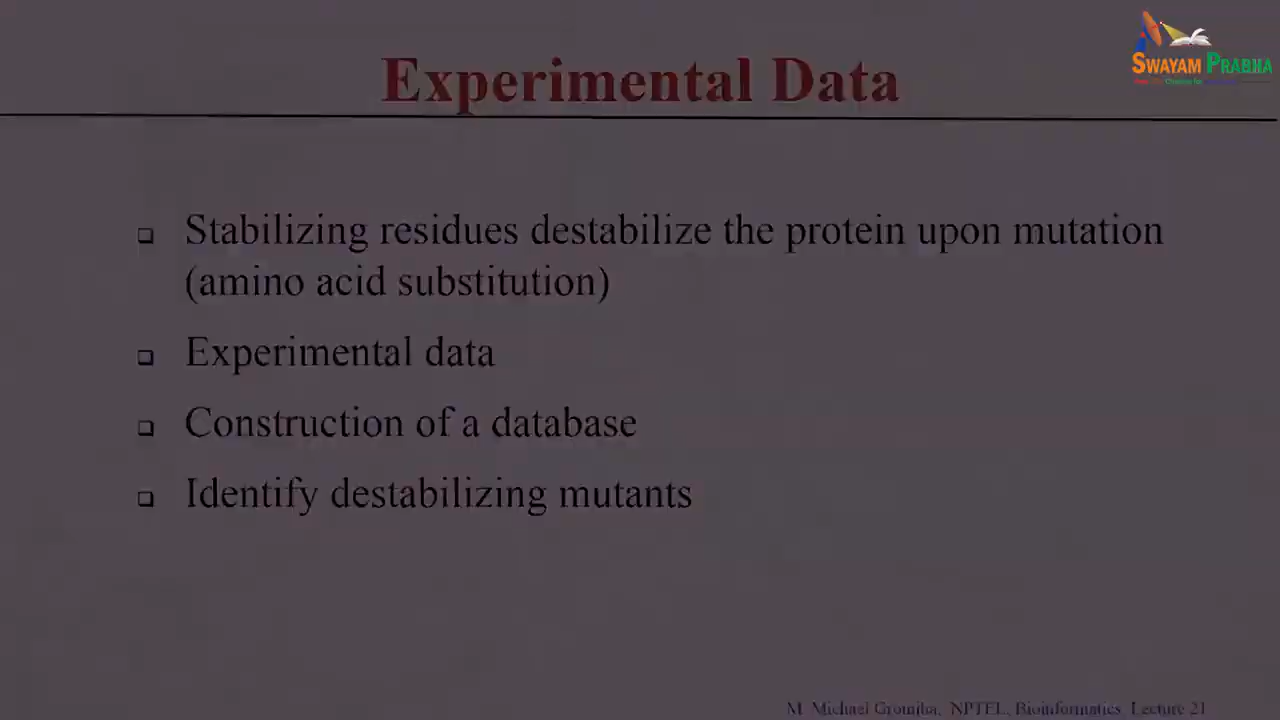 SWAYAM PRABHA
Experimental Data
Stabilizing residues destabilize the protein upon mutation
(amino acid substitution)
Experimental data
Construction of a database
Identify destabilizing mutants
M. Michael Gromiha, NPTEL, Bioinformatics, Lecture 21